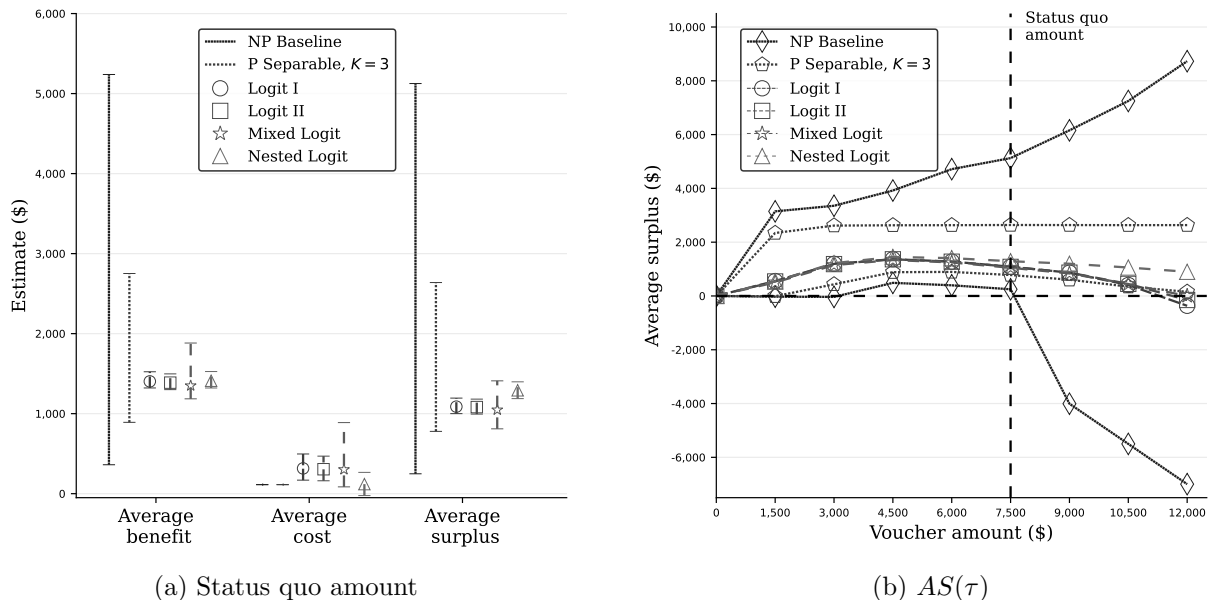 6,000
5,000
4,000
3,000
2,000
1,000
0
Estimate ($)
NP Baseline
P Separable, K = 3
Logit I
Logit II
Mixed Logit
Nested Logit
Average
benefit
Average
cost
Average
surplus
(a) Status quo amount
10,000
8,000
6,000
4,000
2,000
0
-2,000
-4,000
-6,000
Average surplus ($)
NP Baseline
P Separable, K = 3
Logit I
Logit II
Mixed Logit
Nested Logit
Status quo
amount
0
1,500
3,000
4,500
6,000
7,500
9,000
10,500
12,000
Voucher amount ($)
(b) AS(τ)